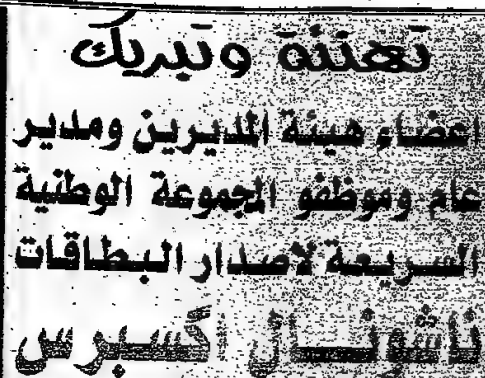 تهنئة وتبريك
اعضاء هيئة المديرين ومدير
عام وموظفو المجموعة الوطنية
السريعة لاصدار البطاقات
ناشونال اكسبرس